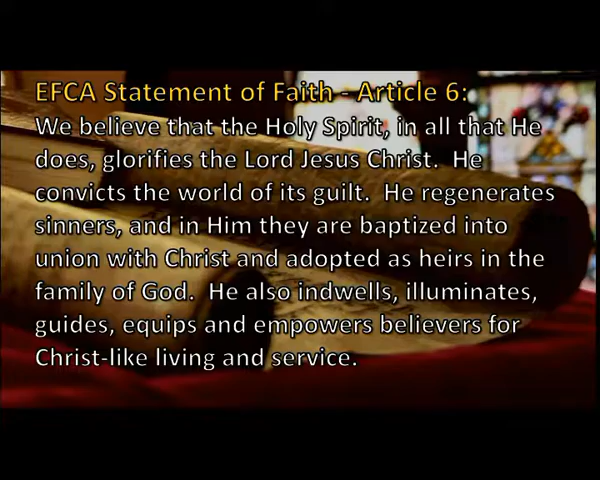 EFCA Statement of Faith - Article 6:
We believe that the Holy Spirit, in all that He
does, glorifies the Lord Jesus Christ.  He
convicts the world of its guilt.  He regenerates
sinners, and in Him they are baptized into
union with Christ and adopted as heirs in the
family of God.  He also indwells, illuminates,
guides, equips and empowers believers for
Christ-like living and service.